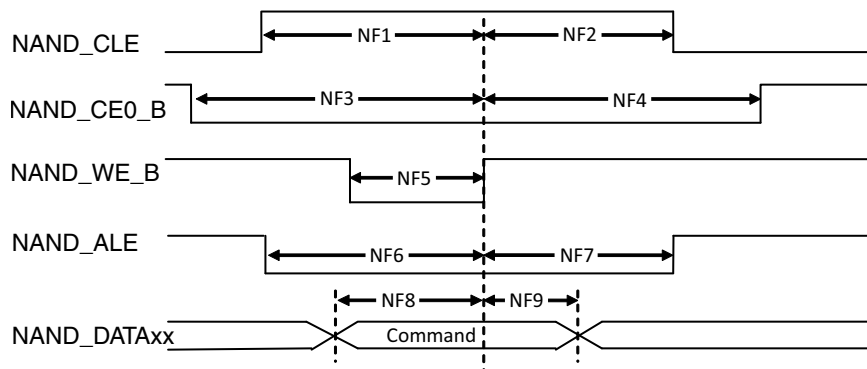 NAND_CLE
NF1
NF2
NAND_CE0_B
NF3
NF4
NAND_WE_B
NF5
NAND_ALE
NF6
NF7
NF8
NF9
NAND_DATAxx
Command